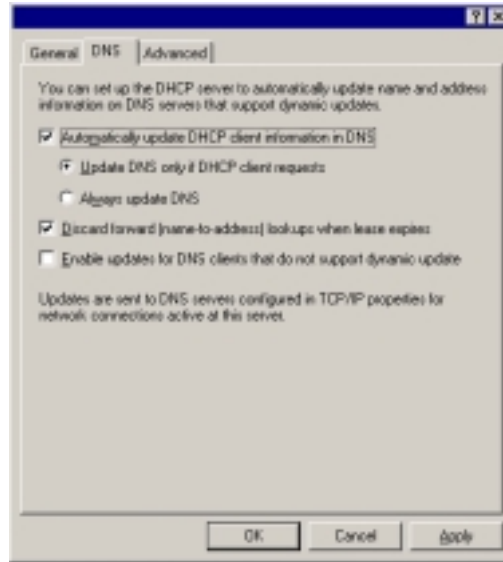 General DNS Advanced
You can set up the DHCP server to automatically update name and address
information on DNS servers that support dynamic updates.
Automatically update DHCP client information in DNS
Update DNS only if DHCP client requests
Always update DNS
Discard forward (name-to-address) lookups when lease expires
Enable updates for DNS clients that do not support dynamic update
Updates are sent to DNS servers configured in TCP/IP properties for
network connections active at this server.
OK Cancel Apply